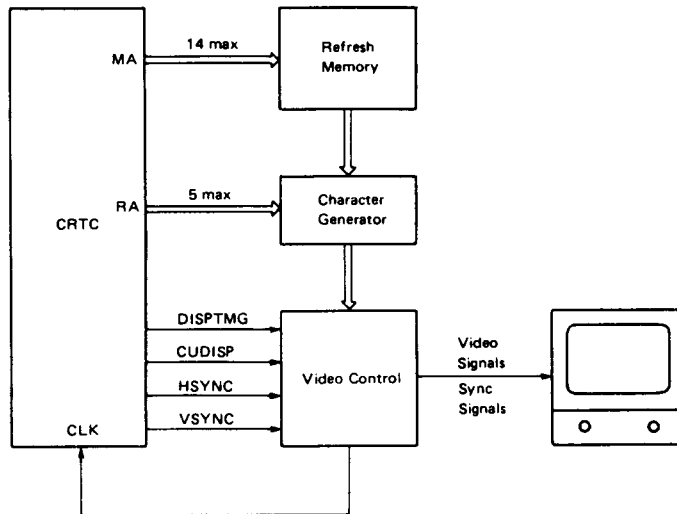 14 max
MA
Refresh
Memory
5 max
RA
Character
Generator
CRTC
DISPTMG
CUDISP
HSYNC
VSYNC
CLK
Video Control
Video
Signals
Sync
Signals